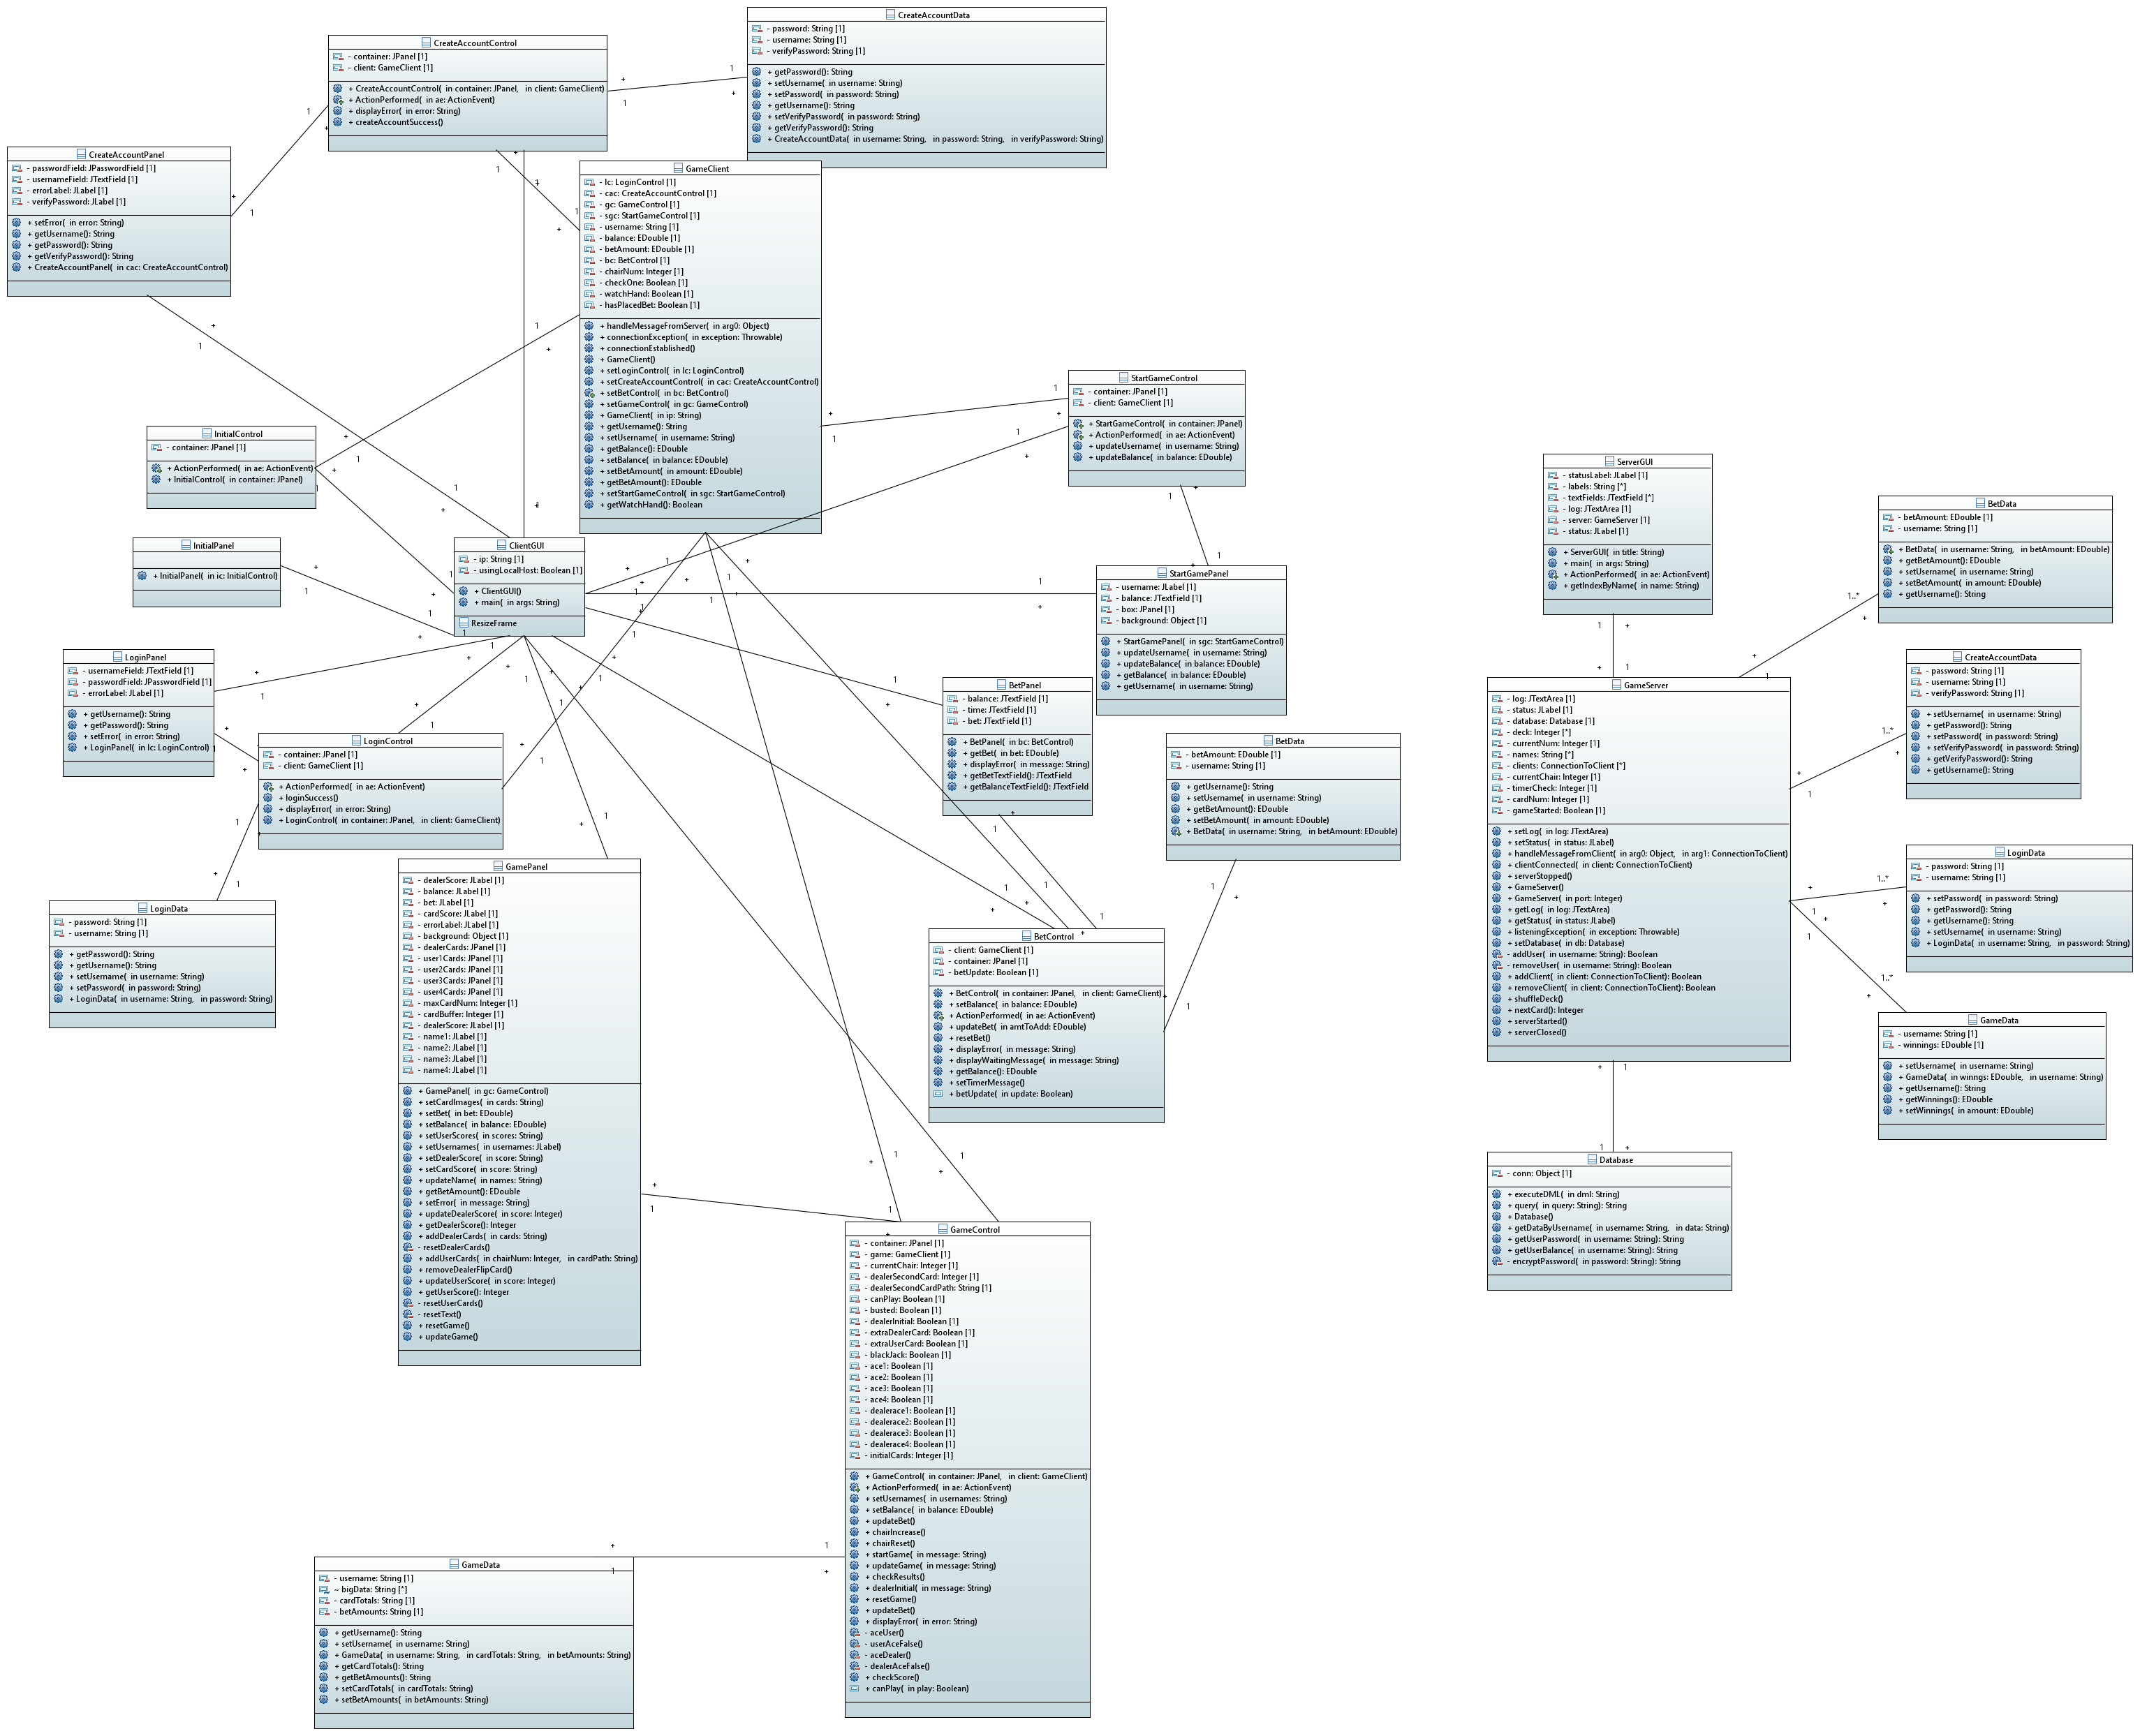 CreateAccountData
- password: String [1]
- username: String [1]
- verifyPassword: String [1]
+ getPassword(): String
+ setUsername( in username: String)
+ setPassword( in password: String)
+ getUsername(): String
+ setVerifyPassword( in password: String)
+ getVerifyPassword(): String
+ CreateAccountData( in username: String, in password: String, in verifyPassword: String)
CreateAccountControl
- container: JPanel [1]
- client: GameClient [1]
+ CreateAccountControl( in container: JPanel, in client: GameClient)
+ ActionPerformed( in ae: ActionEvent)
+ displayError( in error: String)
+ createAccountSuccess()
CreateAccountPanel
- passwordField: JPasswordField [1]
- usernameField: JTextField [1]
- errorLabel: JLabel [1]
- verifyPassword: JLabel [1]
+ setError( in error: String)
+ getUsername(): String
+ getPassword(): String
+ getVerifyPassword(): String
+ CreateAccountPanel( in cac: CreateAccountControl)
GameClient
- lc: LoginControl [1]
- cac: CreateAccountControl [1]
- gc: GameControl [1]
- sgc: StartGameControl [1]
- username: String [1]
- balance: EDouble [1]
- betAmount: EDouble [1]
- bc: BetControl [1]
- chairNum: Integer [1]
- checkOne: Boolean [1]
- watchHand: Boolean [1]
- hasPlacedBet: Boolean [1]
+ handleMessageFromServer( in arg0: Object)
+ connectionException( in exception: Throwable)
+ connectionEstablished()
+ GameClient()
+ setLoginControl( in lc: LoginControl)
+ setCreateAccountControl( in cac: CreateAccountControl)
+ setBetControl( in bc: BetControl)
+ setGameControl( in gc: GameControl)
+ GameClient( in ip: String)
+ getUsername(): String
+ setUsername( in username: String)
+ getBalance(): EDouble
+ setBalance( in balance: EDouble)
+ setBetAmount( in amount: EDouble)
+ getBetAmount(): EDouble
+ setStartGameControl( in sgc: StartGameControl)
+ getWatchHand(): Boolean
StartGameControl
- container: JPanel [1]
- client: GameClient [1]
+ StartGameControl( in container: JPanel)
+ ActionPerformed( in ae: ActionEvent)
+ updateUsername( in username: String)
+ updateBalance( in balance: EDouble)
InitialControl
- container: JPanel [1]
+ ActionPerformed( in ae: ActionEvent)
+ InitialControl( in container: JPanel)
InitialPanel
+ InitialPanel( in ic: InitialControl)
ClientGUI
- ip: String [1]
- usingLocalHost: Boolean [1]
+ ClientGUI()
+ main( in args: String)
ResizeFrame
StartGamePanel
- username: JLabel [1]
- balance: JTextField [1]
- box: JPanel [1]
- background: Object [1]
+ StartGamePanel( in sgc: StartGameControl)
+ updateUsername( in username: String)
+ updateBalance( in balance: EDouble)
+ getBalance( in balance: EDouble)
+ getUsername( in username: String)
LoginPanel
- usernameField: JTextField [1]
- passwordField: JPasswordField [1]
- errorLabel: JLabel [1]
+ getUsername(): String
+ getPassword(): String
+ setError( in error: String)
+ LoginPanel( in lc: LoginControl)
LoginControl
- container: JPanel [1]
- client: GameClient [1]
+ ActionPerformed( in ae: ActionEvent)
+ loginSuccess()
+ displayError( in error: String)
+ LoginControl( in container: JPanel, in client: GameClient)
BetPanel
- balance: JTextField [1]
- time: JTextField [1]
- bet: JTextField [1]
+ BetPanel( in bc: BetControl)
+ getBet( in bet: EDouble)
+ displayError( in message: String)
+ getBetTextField(): JTextField
+ getBalanceTextField(): JTextField
BetData
- betAmount: EDouble [1]
- username: String [1]
+ getUsername(): String
+ setUsername( in username: String)
+ getBetAmount(): EDouble
+ setBetAmount( in amount: EDouble)
+ BetData( in username: String, in betAmount: EDouble)
LoginData
- password: String [1]
- username: String [1]
+ getPassword(): String
+ getUsername(): String
+ setUsername( in username: String)
+ setPassword( in password: String)
+ LoginData( in username: String, in password: String)
GamePanel
- dealerScore: JLabel [1]
- balance: JLabel [1]
- bet: JLabel [1]
- cardScore: JLabel [1]
- errorLabel: JLabel [1]
- background: Object [1]
- dealerCards: JPanel [1]
- user1Cards: JPanel [1]
- user2Cards: JPanel [1]
- user3Cards: JPanel [1]
- user4Cards: JPanel [1]
- maxCardNum: Integer [1]
- cardBuffer: Integer [1]
- dealerScore: JLabel [1]
- name1: JLabel [1]
- name2: JLabel [1]
- name3: JLabel [1]
- name4: JLabel [1]
+ GamePanel( in gc: GameControl)
+ setCardImages( in cards: String)
+ setBet( in bet: EDouble)
+ setBalance( in balance: EDouble)
+ setUserScores( in scores: String)
+ setUsernames( in usernames: JLabel)
+ setDealerScore( in score: String)
+ setCardScore( in score: String)
+ updateName( in names: String)
+ getBetAmount(): EDouble
+ setError( in message: String)
+ updateDealerScore( in score: Integer)
+ getDealerScore(): Integer
+ addDealerCards( in cards: String)
- resetDealerCards()
+ addUserCards( in chairNum: Integer, in cardPath: String)
+ removeDealerFlipCard()
+ updateUserScore( in score: Integer)
+ getUserScore(): Integer
- resetUserCards()
- resetText()
+ resetGame()
+ updateGame()
BetControl
- client: GameClient [1]
- container: JPanel [1]
- betUpdate: Boolean [1]
+ BetControl( in container: JPanel, in client: GameClient)
+ setBalance( in balance: EDouble)
+ ActionPerformed( in ae: ActionEvent)
+ updateBet( in amtToAdd: EDouble)
+ resetBet()
+ displayError( in message: String)
+ displayWaitingMessage( in message: String)
+ getBalance(): EDouble
+ setTimerMessage()
+ betUpdate( in update: Boolean)
GameControl
- container: JPanel [1]
- game: GameClient [1]
- currentChair: Integer [1]
- dealerSecondCard: Integer [1]
- dealerSecondCardPath: String [1]
- canPlay: Boolean [1]
- busted: Boolean [1]
- dealerInitial: Boolean [1]
- extraDealerCard: Boolean [1]
- extraUserCard: Boolean [1]
- blackJack: Boolean [1]
- ace1: Boolean [1]
- ace2: Boolean [1]
- ace3: Boolean [1]
- ace4: Boolean [1]
- dealerace1: Boolean [1]
- dealerace2: Boolean [1]
- dealerace3: Boolean [1]
- dealerace4: Boolean [1]
- initialCards: Integer [1]
+ GameControl( in container: JPanel, in client: GameClient)
+ ActionPerformed( in ae: ActionEvent)
+ setUsernames( in usernames: String)
+ setBalance( in balance: EDouble)
+ updateBet()
+ chairIncrease()
+ chairReset()
+ startGame( in message: String)
+ updateGame( in message: String)
+ checkResults()
+ dealerInitial( in message: String)
+ resetGame()
+ updateBet()
+ displayError( in error: String)
- aceUser()
- userAceFalse()
- aceDealer()
- dealerAceFalse()
+ checkScore()
+ canPlay( in play: Boolean)
GameData
- username: String [1]
~ bigData: String [*]
- cardTotals: String [1]
- betAmounts: String [1]
+ getUsername(): String
+ setUsername( in username: String)
+ GameData( in username: String, in cardTotals: String, in betAmounts: String)
+ getCardTotals(): String
+ getBetAmounts(): String
+ setCardTotals( in cardTotals: String)
+ setBetAmounts( in betAmounts: String)
ServerGUI
- statusLabel: JLabel [1]
- labels: String [*]
- textFields: JTextField [*]
- log: JTextArea [1]
- server: GameServer [1]
- status: JLabel [1]
+ ServerGUI( in title: String)
+ main( in args: String)
+ ActionPerformed( in ae: ActionEvent)
+ getIndexByName( in name: String)
BetData
- betAmount: EDouble [1]
- username: String [1]
+ BetData( in username: String, in betAmount: EDouble)
+ getBetAmount(): EDouble
+ setUsername( in username: String)
+ setBetAmount( in amount: EDouble)
+ getUsername(): String
1..*
CreateAccountData
- password: String [1]
- username: String [1]
- verifyPassword: String [1]
+ setUsername( in username: String)
+ getPassword(): String
+ setPassword( in password: String)
+ setVerifyPassword( in password: String)
+ getVerifyPassword(): String
+ getUsername(): String
1..*
GameServer
- log: JTextArea [1]
- status: JLabel [1]
- database: Database [1]
- deck: Integer [*]
- currentNum: Integer [1]
- names: String [*]
- clients: ConnectionToClient [*]
- currentChair: Integer [1]
- timerCheck: Integer [1]
- cardNum: Integer [1]
- gameStarted: Boolean [1]
+ setLog( in log: JTextArea)
+ setStatus( in status: JLabel)
+ handleMessageFromClient( in arg0: Object, in arg1: ConnectionToClient)
+ clientConnected( in client: ConnectionToClient)
+ serverStopped()
+ GameServer()
+ GameServer( in port: Integer)
+ getLog( in log: JTextArea)
+ getStatus( in status: JLabel)
+ listeningException( in exception: Throwable)
+ setDatabase( in db: Database)
- addUser( in username: String): Boolean
- removeUser( in username: String): Boolean
+ addClient( in client: ConnectionToClient): Boolean
+ removeClient( in client: ConnectionToClient): Boolean
+ shuffleDeck()
+ nextCard(): Integer
+ serverStarted()
+ serverClosed()
LoginData
- password: String [1]
- username: String [1]
+ setPassword( in password: String)
+ getPassword(): String
+ getUsername(): String
+ setUsername( in username: String)
+ LoginData( in username: String, in password: String)
1..*
1..*
GameData
- username: String [1]
- winnings: EDouble [1]
+ setUsername( in username: String)
+ GameData( in winngs: EDouble, in username: String)
+ getUsername(): String
+ getWinnings(): EDouble
+ setWinnings( in amount: EDouble)
Database
- conn: Object [1]
+ executeDML( in dml: String)
+ query( in query: String): String
+ Database()
+ getDataByUsername( in username: String, in data: String)
+ getUserPassword( in username: String): String
+ getUserBalance( in username: String): String
- encryptPassword( in password: String): String